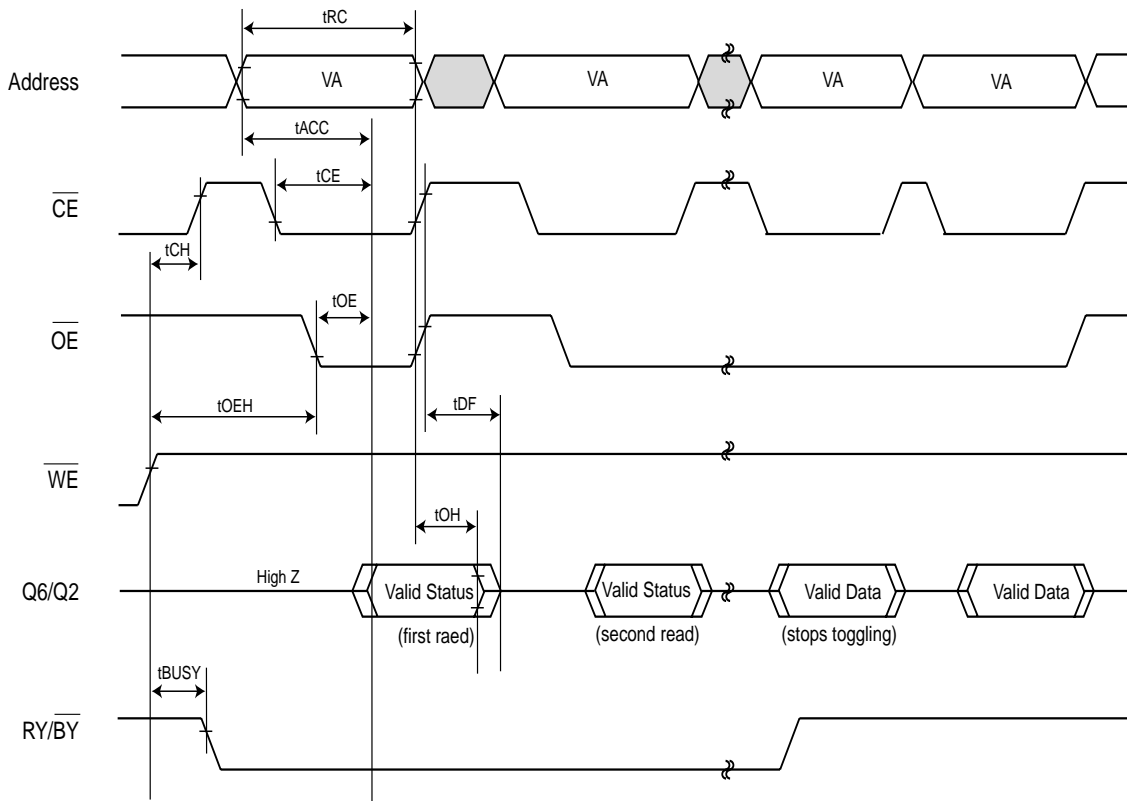 tRC
Address VA VA VA VA
tACC
tCE
CE
tCH
tOE
OE
tOEH
tDF
WE
tOH
High Z
Q6/Q2 Valid Status Valid Status Valid Data Valid Data
(first raed) (second read) (stops toggling)
tBUSY
RY/BY